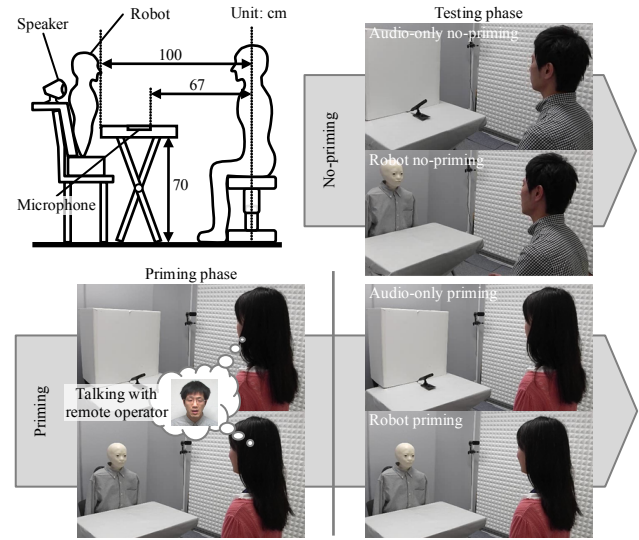 Speaker
Robot
Unit: cm
100
67
70
Microphone
Testing phase
No-priming
Audio-only no-priming
Robot no-priming
Priming phase
Priming
Talking with
remote operator
Audio-only priming
Robot priming